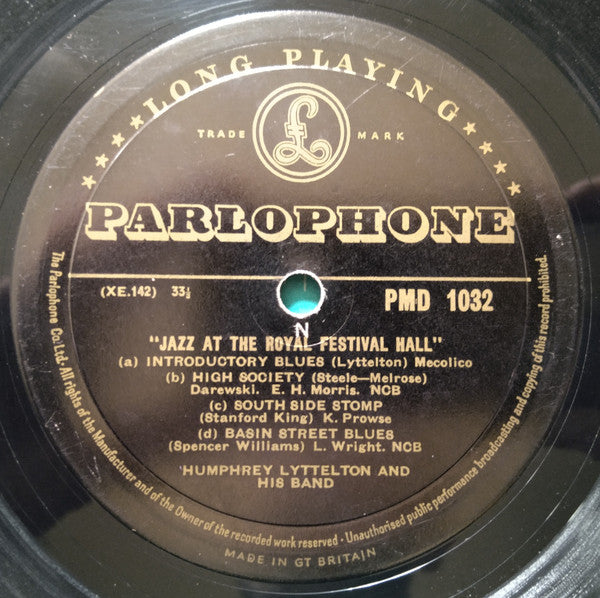 LONG PLAYING
TRADE MARK
£
PARLOPHONE
(XE.142) 33⅓
PMD 1032
N
"JAZZ AT THE ROYAL FESTIVAL HALL"
(a) INTRODUCTORY BLUES (Lyttelton) Mecolico
(b) HIGH SOCIETY (Steele—Melrose)
Darewski. E. H. Morris. NCB
(c) SOUTH SIDE STOMP
(Stanford King) K. Prowse
(d) BASIN STREET BLUES
(Spencer Williams) L. Wright. NCB
HUMPHREY LYTTELTON AND
HIS BAND
The Parlophone Co. Ltd. All rights of the Manufacturer and of the Owner of the recorded work reserved - Unauthorised public performance broadcasting and copying of this record prohibited.
MADE IN GT BRITAIN